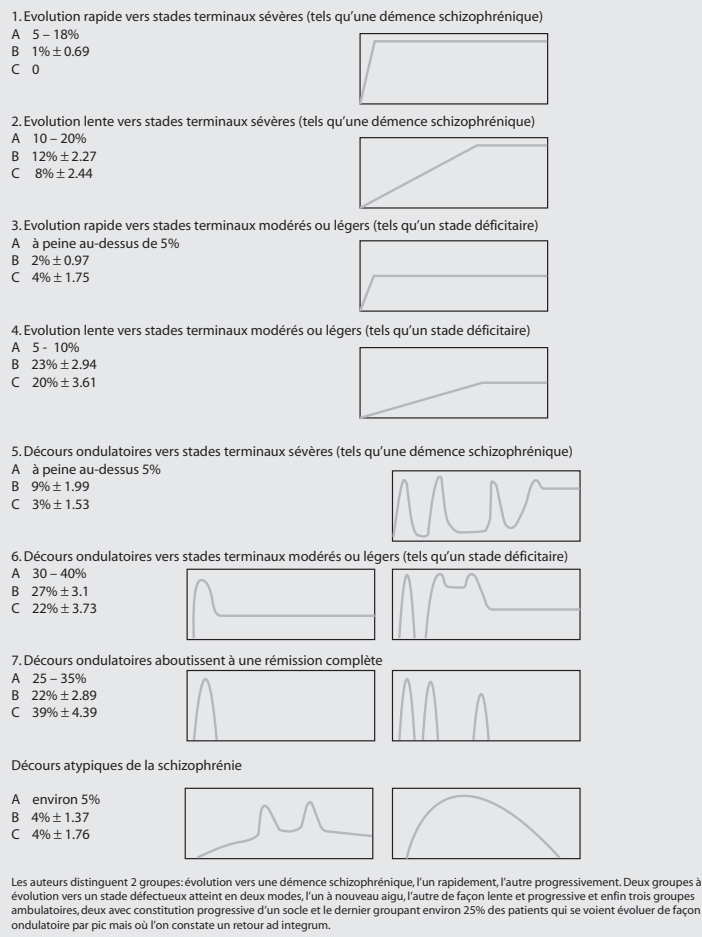 1. Evolution rapide vers stades terminaux sévères (tels qu'une démence schizophrénique)
A 5 – 18%
B 1% ± 0.69
C 0
2. Evolution lente vers stades terminaux sévères (tels qu'une démence schizophrénique)
A 10 – 20%
B 12% ± 2.27
C 8% ± 2.44
3. Evolution rapide vers stades terminaux modérés ou légers (tels qu'un stade déficitaire)
A à peine au-dessus de 5%
B 2% ± 0.97
C 4% ± 1.75
4. Evolution lente vers stades terminaux modérés ou légers (tels qu'un stade déficitaire)
A 5 - 10%
B 23% ± 2.94
C 20% ± 3.61
5. Décours ondulatoires vers stades terminaux sévères (tels qu'une démence schizophrénique)
A à peine au-dessus 5%
B 9% ± 1.99
C 3% ± 1.53
6. Décours ondulatoires vers stades terminaux modérés ou légers (tels qu'un stade déficitaire)
A 30 – 40%
B 27% ± 3.1
C 22% ± 3.73
7. Décours ondulatoires aboutissent à une rémission complète
A 25 – 35%
B 22% ± 2.89
C 39% ± 4.39
Décours atypiques de la schizophrénie
A environ 5%
B 4% ± 1.37
C 4% ± 1.76
Les auteurs distinguent 2 groupes: évolution vers une démence schizophrénique, l'un rapidement, l'autre progressivement. Deux groupes à
évolution vers un stade défectueux atteint en deux modes, l'un à nouveau aigu, l'autre de façon lente et progressive et enfin trois groupes
ambulatoires, deux avec constitution progressive d'un socle et le dernier groupant environ 25% des patients qui se voient évoluer de façon
ondulatoire par pic mais où l'on constate un retour ad integrum.